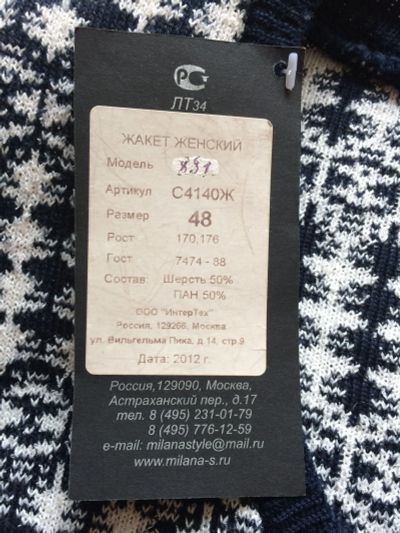 РС
ЛТ34
ЖАКЕТ ЖЕНСКИЙ
Модель 851
Артикул С4140Ж
Размер 48
Рост 170,176
Гост 7474 - 88
Состав: Шерсть 50%
ПАН 50%
ООО "ИнтерТех"
Россия, 129266, Москва
ул. Вильгельма Пика, д 14, стр.9
Дата: 2012 г.
Россия,129090, Москва,
Астраханский пер., д.17
тел. 8 (495) 231-01-79
8 (495) 776-12-59
e-mail: milanastyle@mail.ru
www.milana-s.ru